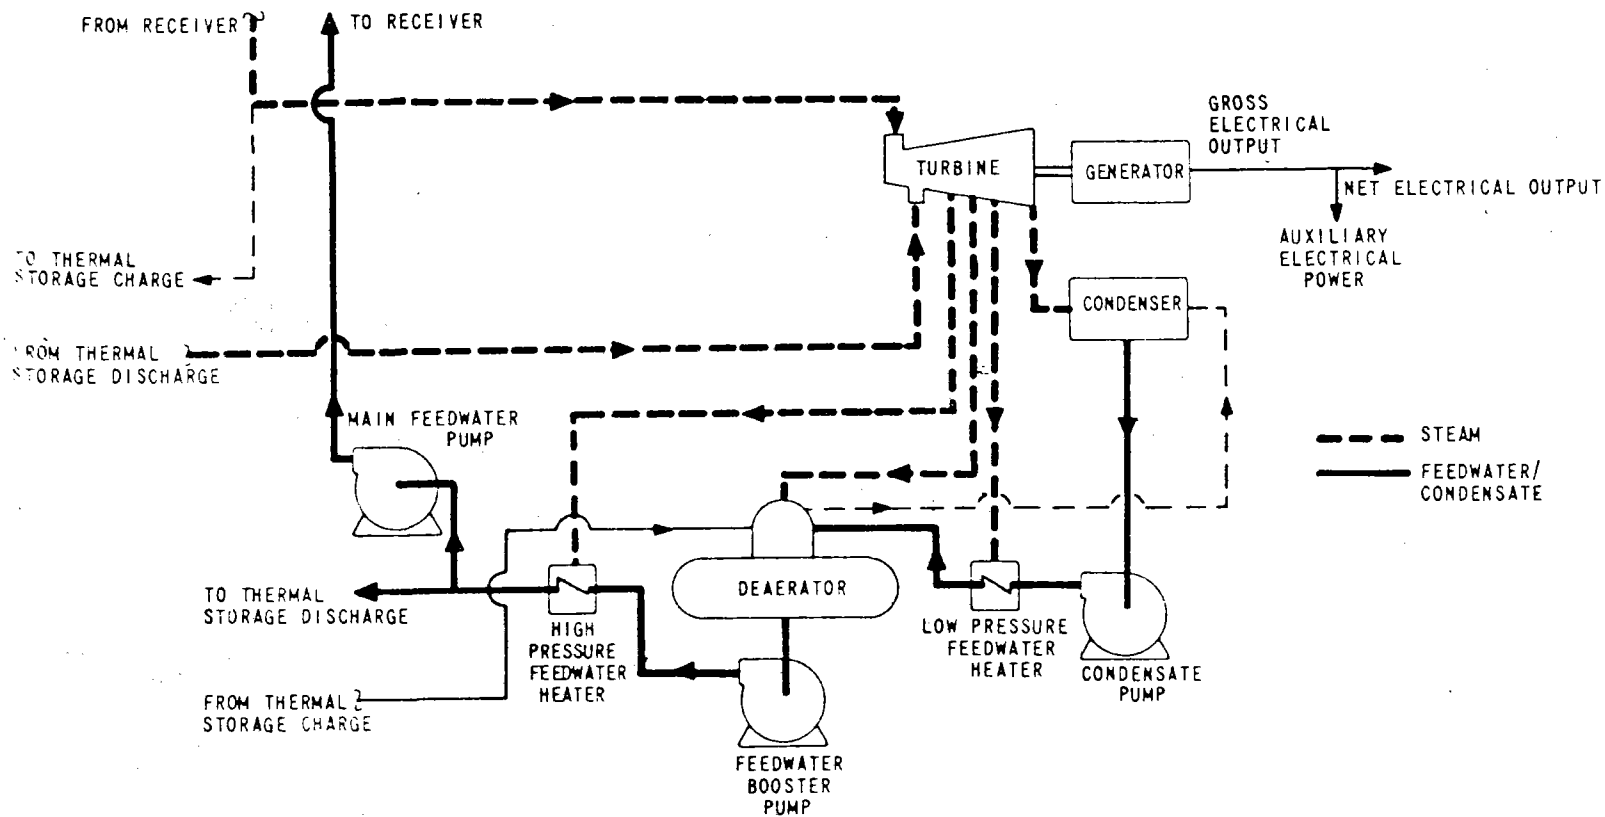 FROM RECEIVER
TO RECEIVER
GROSS
ELECTRICAL
OUTPUT
TURBINE
GENERATOR
NET ELECTRICAL OUTPUT
AUXILIARY
ELECTRICAL
POWER
TO THERMAL
STORAGE CHARGE
CONDENSER
FROM THERMAL
STORAGE DISCHARGE
MAIN FEEDWATER
PUMP
STEAM
FEEDWATER/
CONDENSATE
DEAERATOR
TO THERMAL
STORAGE DISCHARGE
HIGH
PRESSURE
FEEDWATER
HEATER
LOW PRESSURE
FEEDWATER
HEATER
CONDENSATE
PUMP
FROM THERMAL
STORAGE CHARGE
FEEDWATER
BOOSTER
PUMP